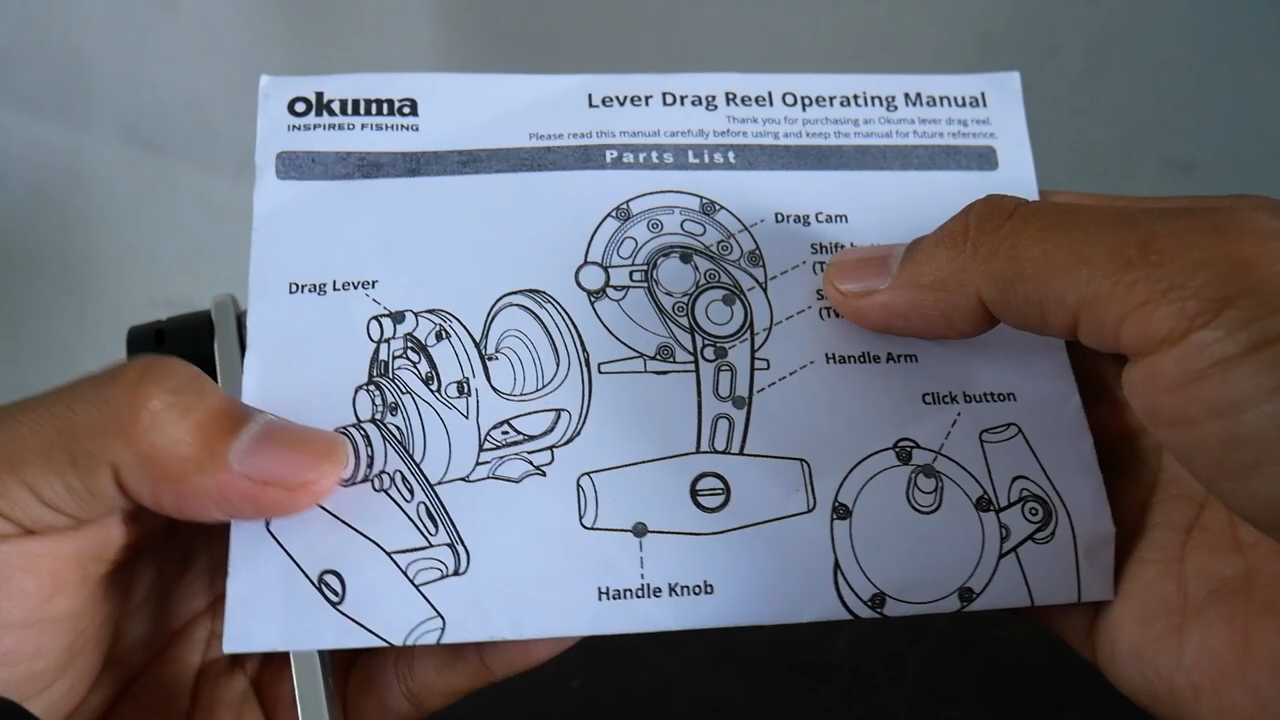 okuma
INSPIRED FISHING
Lever Drag Reel Operating Manual
Thank you for purchasing an Okuma lever drag reel.
Please read this manual carefully before using and keep the manual for future reference.
Parts List
Drag Cam
Shift
Drag Lever
Handle Arm
Click button
Handle Knob